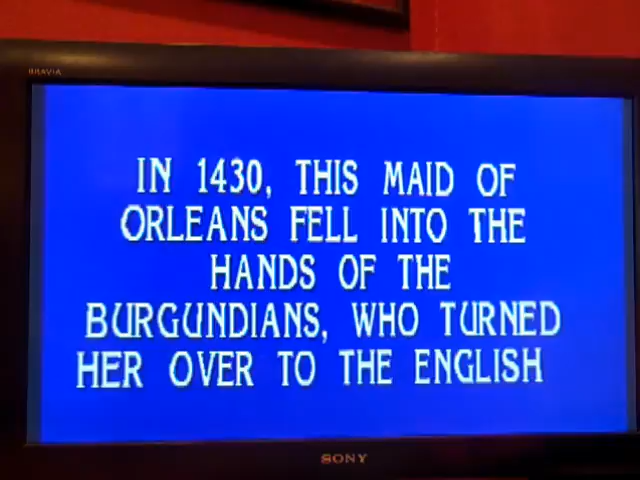 BRAVIA
IN 1430, THIS MAID OF
ORLEANS FELL INTO THE
HANDS OF THE
BURGUNDIANS, WHO TURNED
HER OVER TO THE ENGLISH
SONY